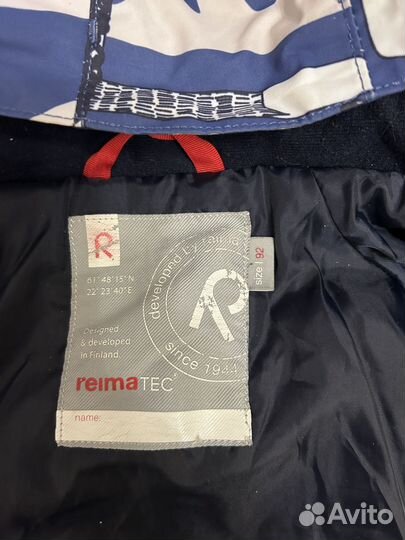 R
61° 48' 15" N
22° 23' 40" E
Designed
& developed
in Finland.
reimaTEC®
name:
developed by reima
since 1944
R
size 92
Avito